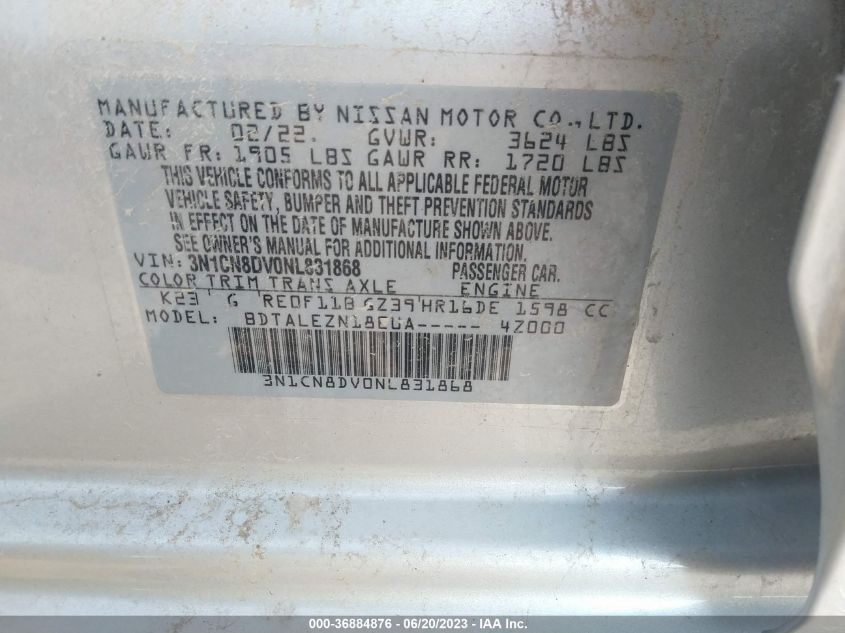 MANUFACTURED BY NISSAN MOTOR CO., LTD.
DATE: 02/22. GVWR: 3624 LBS
GAWR FR: 1905 LBS GAWR RR: 1720 LBS
THIS VEHICLE CONFORMS TO ALL APPLICABLE FEDERAL MOTOR
VEHICLE SAFETY, BUMPER AND THEFT PREVENTION STANDARDS
IN EFFECT ON THE DATE OF MANUFACTURE SHOWN ABOVE.
SEE OWNER'S MANUAL FOR ADDITIONAL INFORMATION.
VIN: 3N1CN8DV0NL831868 PASSENGER CAR.
COLOR TRIM TRANS AXLE ENGINE
K23 G RE0F11B GZ39 HR16DE 1598 CC
MODEL: BDTALEZN18EUA----- 4Z000
3N1CN8DV0NL831868
000-36884876 | 06/20/2023 | IAA Inc.